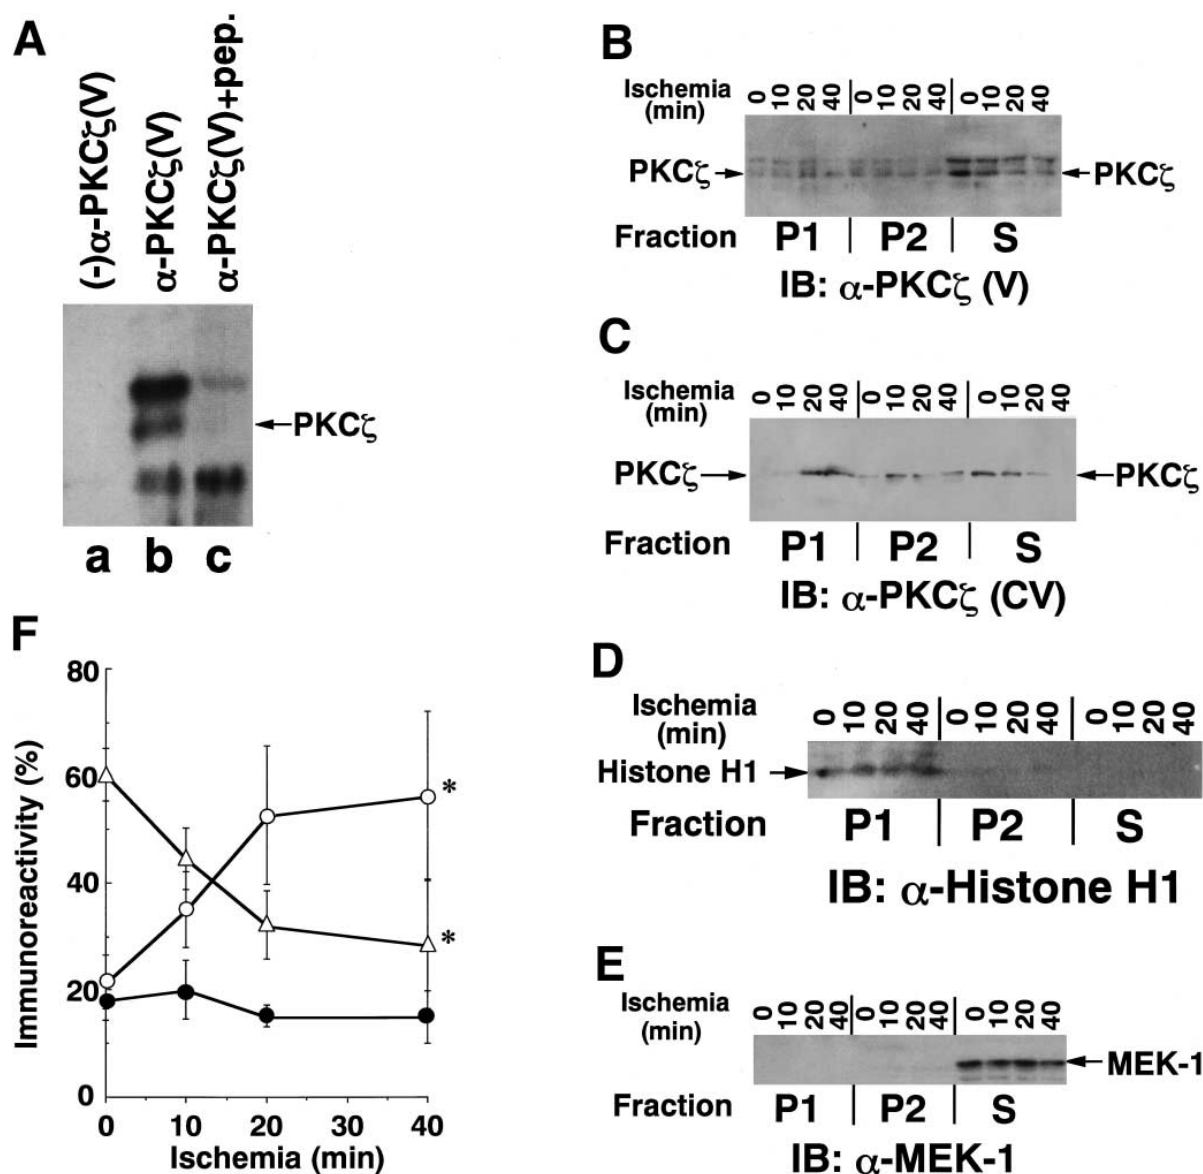 A
(-)α-PKCζ(V)
α-PKCζ(V)
α-PKCζ(V)+pep.
←PKCζ
a b c
B
Ischemia
(min)
0 10 20 40 0 10 20 40 0 10 20 40
PKCζ→
←PKCζ
Fraction P1 | P2 | S
IB: α-PKCζ (V)
C
Ischemia
(min)
0 10 20 40 0 10 20 40 0 10 20 40
PKCζ→
←PKCζ
Fraction P1 | P2 | S
IB: α-PKCζ (CV)
D
Ischemia
(min)
0 10 20 40 0 10 20 40 0 10 20 40
Histone H1→
Fraction P1 | P2 | S
IB: α-Histone H1
E
Ischemia
(min)
0 10 20 40 0 10 20 40 0 10 20 40
←MEK-1
Fraction P1 | P2 | S
IB: α-MEK-1
F
Immunoreactivity (%)
80
60
40
20
0
*
*
0 10 20 30 40
Ischemia (min)